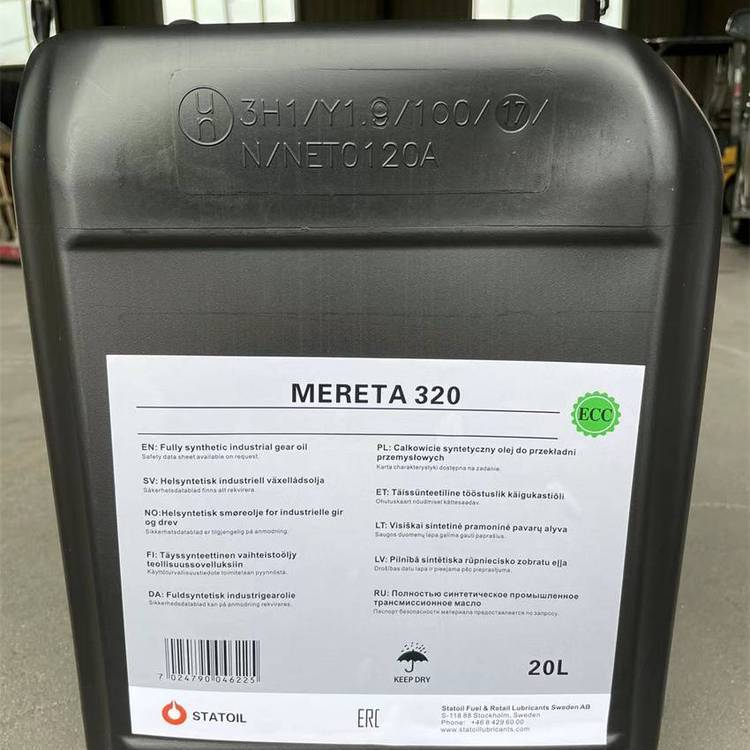 un 3H1/Y1.9/100/17/
N/NET0120A
MERETA 320
ECC
EN: Fully synthetic industrial gear oil
Safety data sheet available on request.
SV: Helsyntetisk industriell växellådsolja
Säkerhetsdatablad finns att rekvirera.
NO:Helsyntetisk smøreolje for industrielle gir
og drev
Sikkerhetsdatablad er tilgjengelig på anmodning.
FI: Täyssynteettinen vaihteistoöljy
teollisuussovelluksiin
Käyttöturvallisuustiedote toimitetaan pyynnöstä.
DA: Fuldsyntetisk industrigearolie
Sikkerhedsdatablad kan på anmodning rekvireres.
PL: Calkowicie syntetyczny olej do przekładni
przemysłowych
Karta charakterystyki dostępna na żądanie.
ET: Täissünteetiline tööstuslik käigukastiõli
Ohutuskaart nõudmisel kättesaadav.
LT: Visiškai sintetinė pramoninė pavarų alyva
Saugos duomenų lapą galima gauti paprašius.
LV: Pilnībā sintētiska rūpniecisko zobratu eļļa
Drošības datu lapa ir pieejama pēc pieprasījuma.
RU: Полностью синтетическое промышленное
трансмиссионное масло
Паспорт безопасности материала предоставляется по запросу.
7 024790 046225
KEEP DRY
20L
STATOIL
EAC
Statoil Fuel & Retail Lubricants Sweden AB
S-118 88 Stockholm, Sweden
Phone: +46 8 429 60 00
www.statoillubricants.com